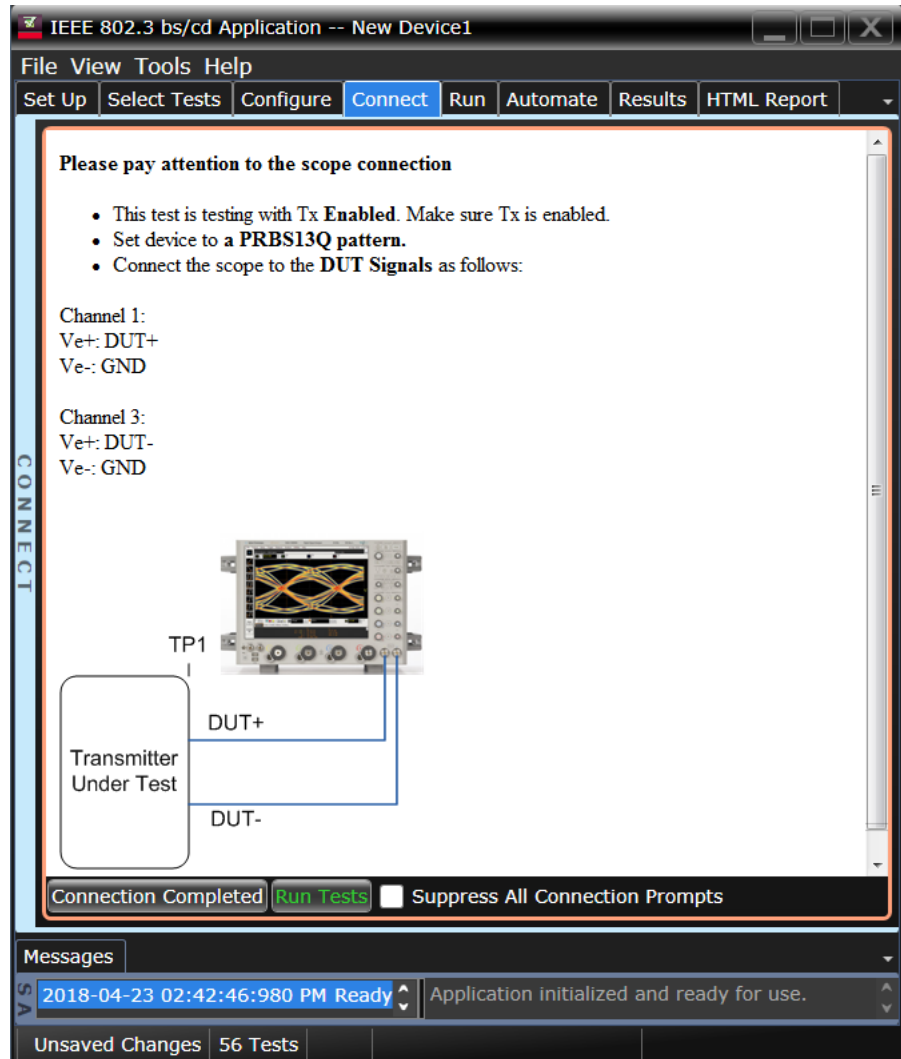 IEEE 802.3 bs/cd Application -- New Device1
File View Tools Help
Set Up Select Tests Configure Connect Run Automate Results HTML Report
Please pay attention to the scope connection
• This test is testing with Tx Enabled. Make sure Tx is enabled.
• Set device to a PRBS13Q pattern.
• Connect the scope to the DUT Signals as follows:
Channel 1:
Ve+: DUT+
Ve-: GND
Channel 3:
Ve+: DUT-
Ve-: GND
CONNECT
TP1
DUT+
Transmitter
Under Test
DUT-
Connection Completed Run Tests Suppress All Connection Prompts
Messages
2018-04-23 02:42:46:980 PM Ready Application initialized and ready for use.
Unsaved Changes 56 Tests